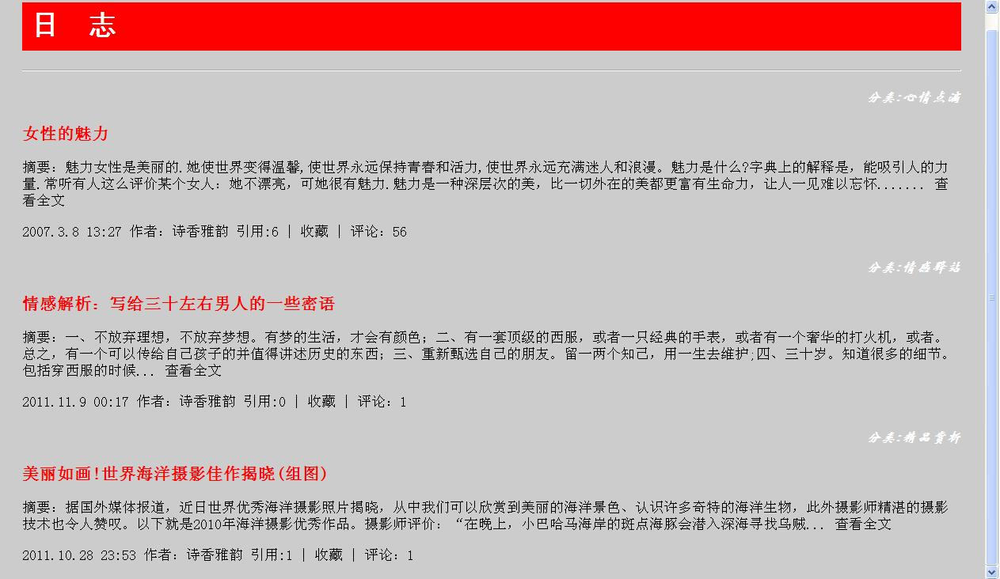 日 志
分类:心情点滴
女性的魅力
摘要：魅力女性是美丽的.她使世界变得温馨,使世界永远保持青春和活力,使世界永远充满迷人和浪漫。魅力是什么?字典上的解释是，能吸引人的力
量.常听有人这么评价某个女人：她不漂亮，可她很有魅力.魅力是一种深层次的美，比一切外在的美都更富有生命力，让人一见难以忘怀....... 查
看全文
2007.3.8 13:27 作者：诗香雅韵 引用:6 | 收藏 | 评论：56
分类:情感驿站
情感解析：写给三十左右男人的一些密语
摘要：一、不放弃理想，不放弃梦想。有梦的生活，才会有颜色；二、有一套顶级的西服，或者一只经典的手表，或者有一个奢华的打火机，或者。
总之，有一个可以传给自己孩子的并值得讲述历史的东西；三、重新甄选自己的朋友。留一两个知己，用一生去维护;四、三十岁。知道很多的细节。
包括穿西服的时候... 查看全文
2011.11.9 00:17 作者：诗香雅韵 引用:0 | 收藏 | 评论：1
分类:精品赏析
美丽如画!世界海洋摄影佳作揭晓(组图)
摘要：据国外媒体报道，近日世界优秀海洋摄影照片揭晓，从中我们可以欣赏到美丽的海洋景色、认识许多奇特的海洋生物，此外摄影师精湛的摄影
技术也令人赞叹。以下就是2010年海洋摄影优秀作品。摄影师评价：“在晚上，小巴哈马海岸的斑点海豚会潜入深海寻找乌贼... 查看全文
2011.10.28 23:53 作者：诗香雅韵 引用:1 | 收藏 | 评论：1